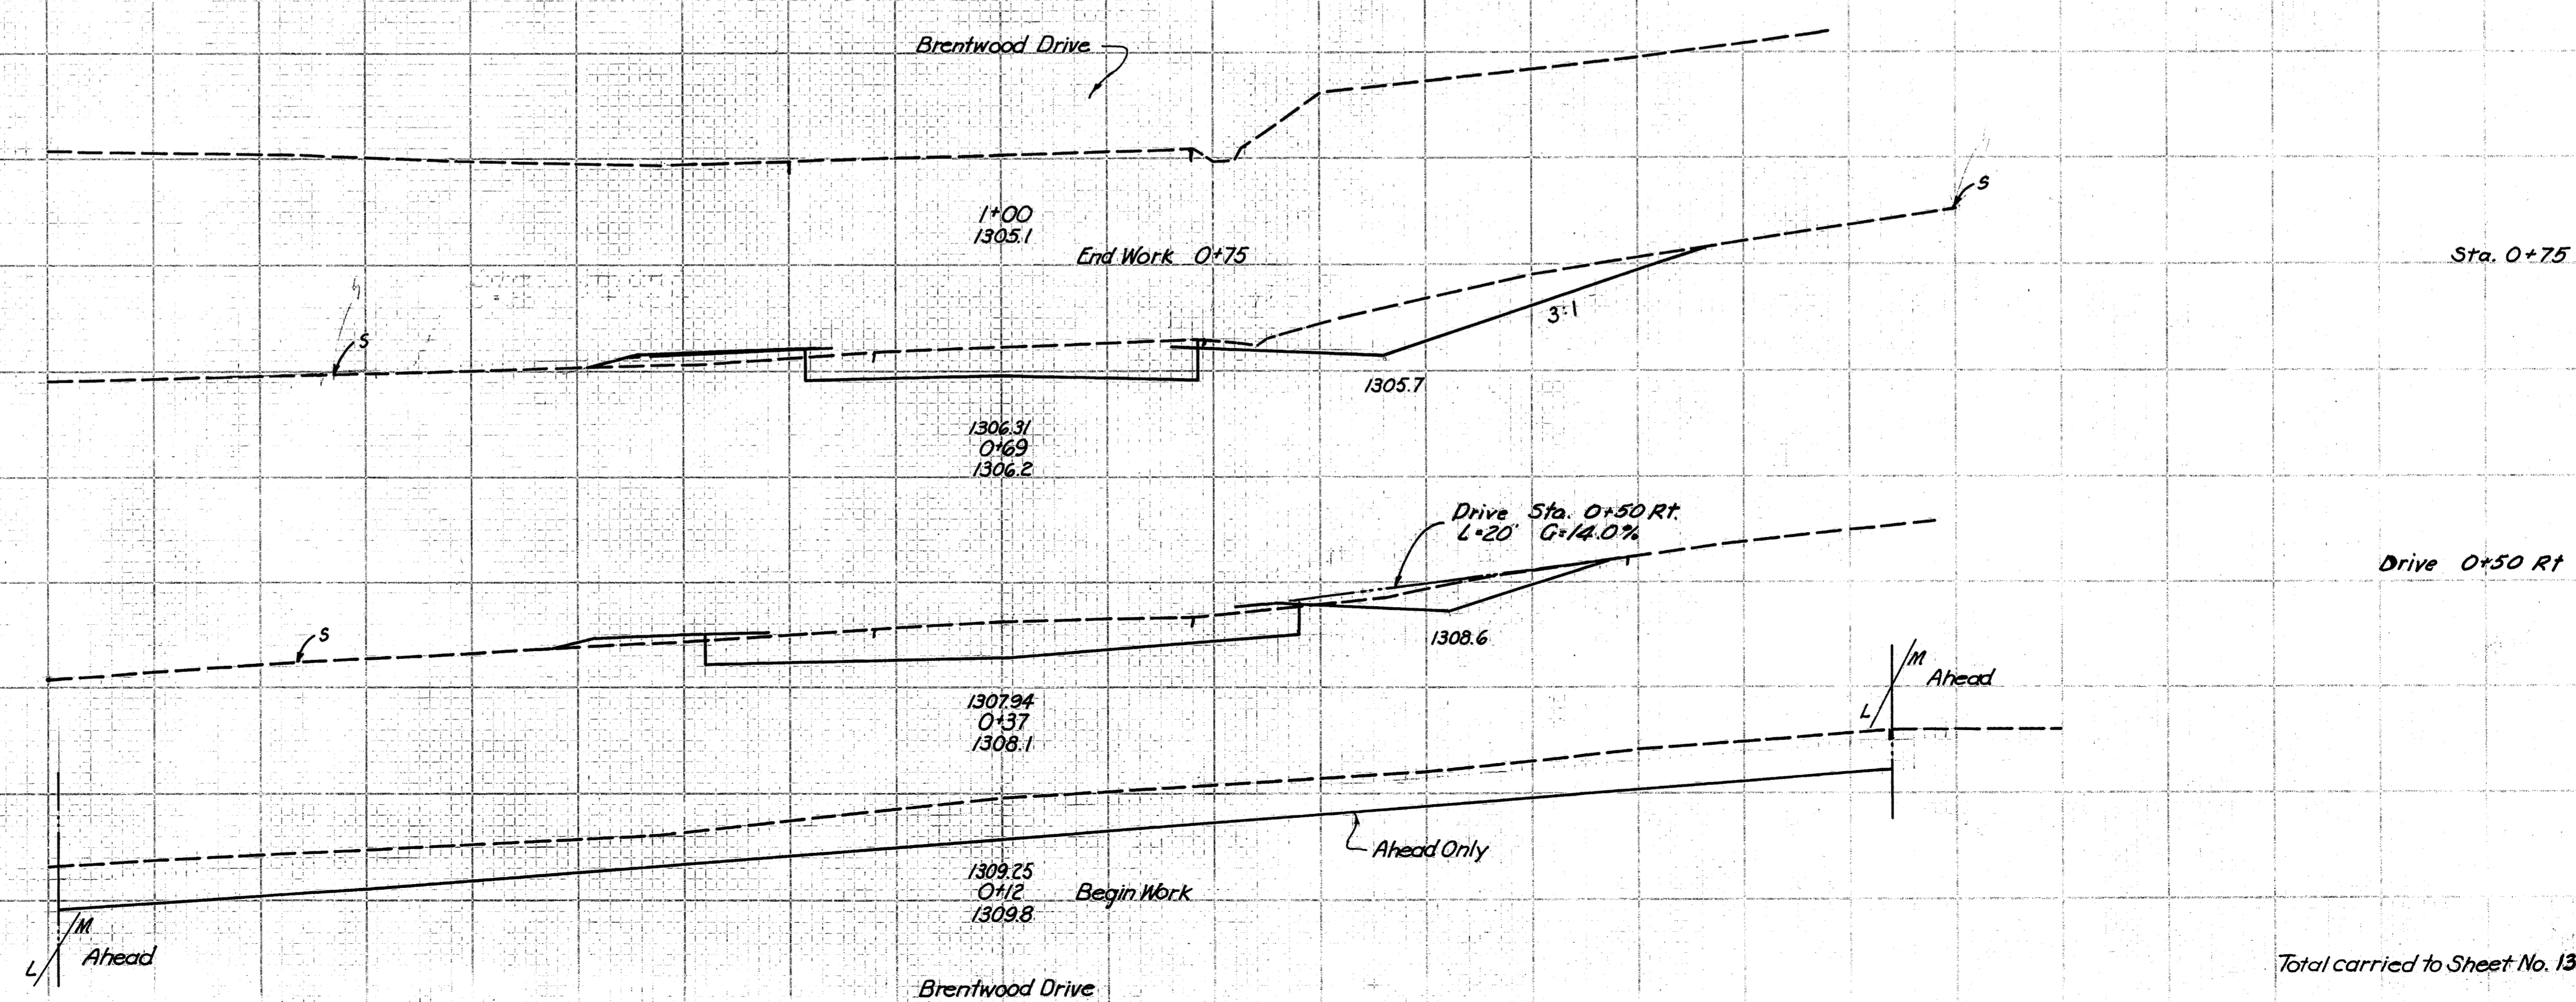 Brentwood Drive
1+00
1305.1
End Work 0+75
Sta. 0+75
S
S
3:1
1305.7
1306.31
0+69
1306.2
Drive Sta. 0+50 Rt.
L=20' G=14.0%
Drive 0+50 Rt
S
1308.6
1307.94
0+37
1308.1
L/M
Ahead
Ahead Only
1309.25
0+12 Begin Work
1309.8
L/M
Ahead
Total carried to Sheet No. 13
Brentwood Drive